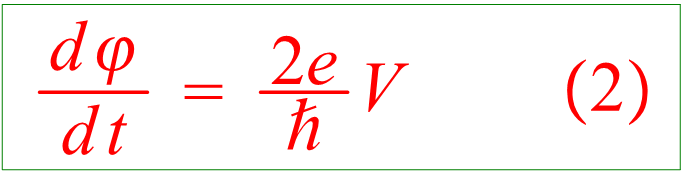 dφ/dt = 2e/ħ V (2)